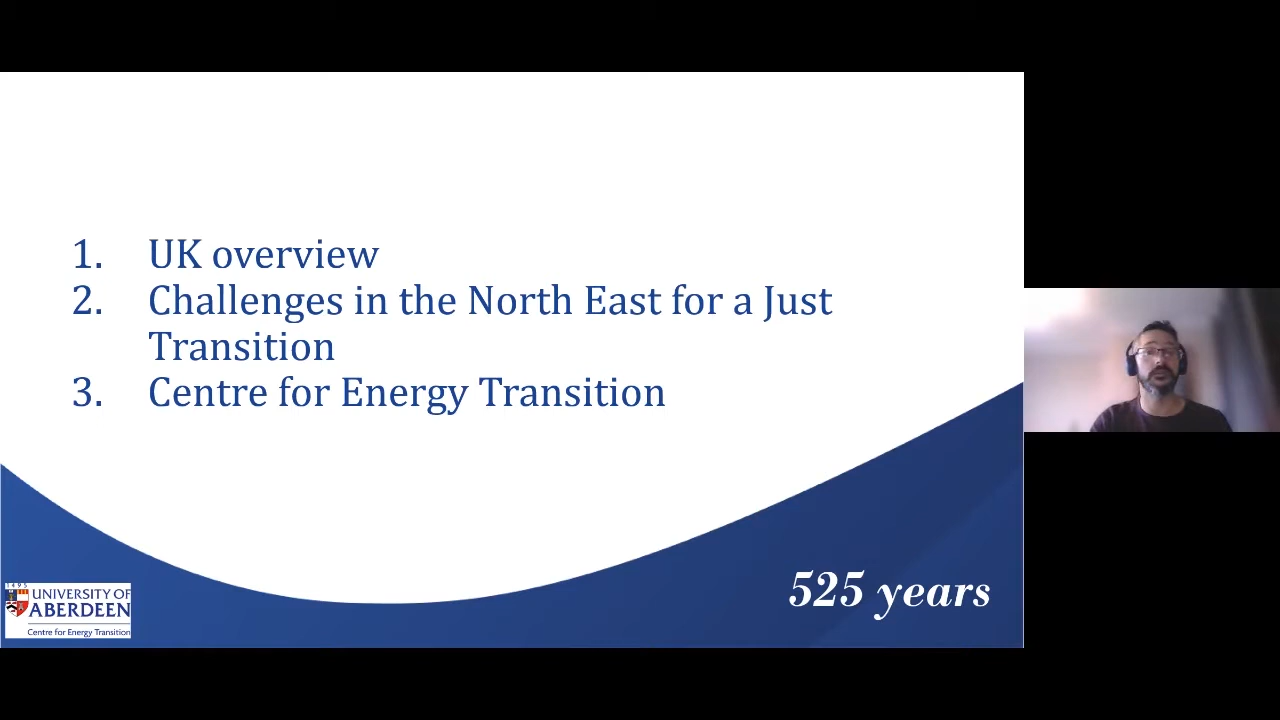 1. UK overview
2. Challenges in the North East for a Just
Transition
3. Centre for Energy Transition
525 years
1495
UNIVERSITY OF
ABERDEEN
Centre for Energy Transition